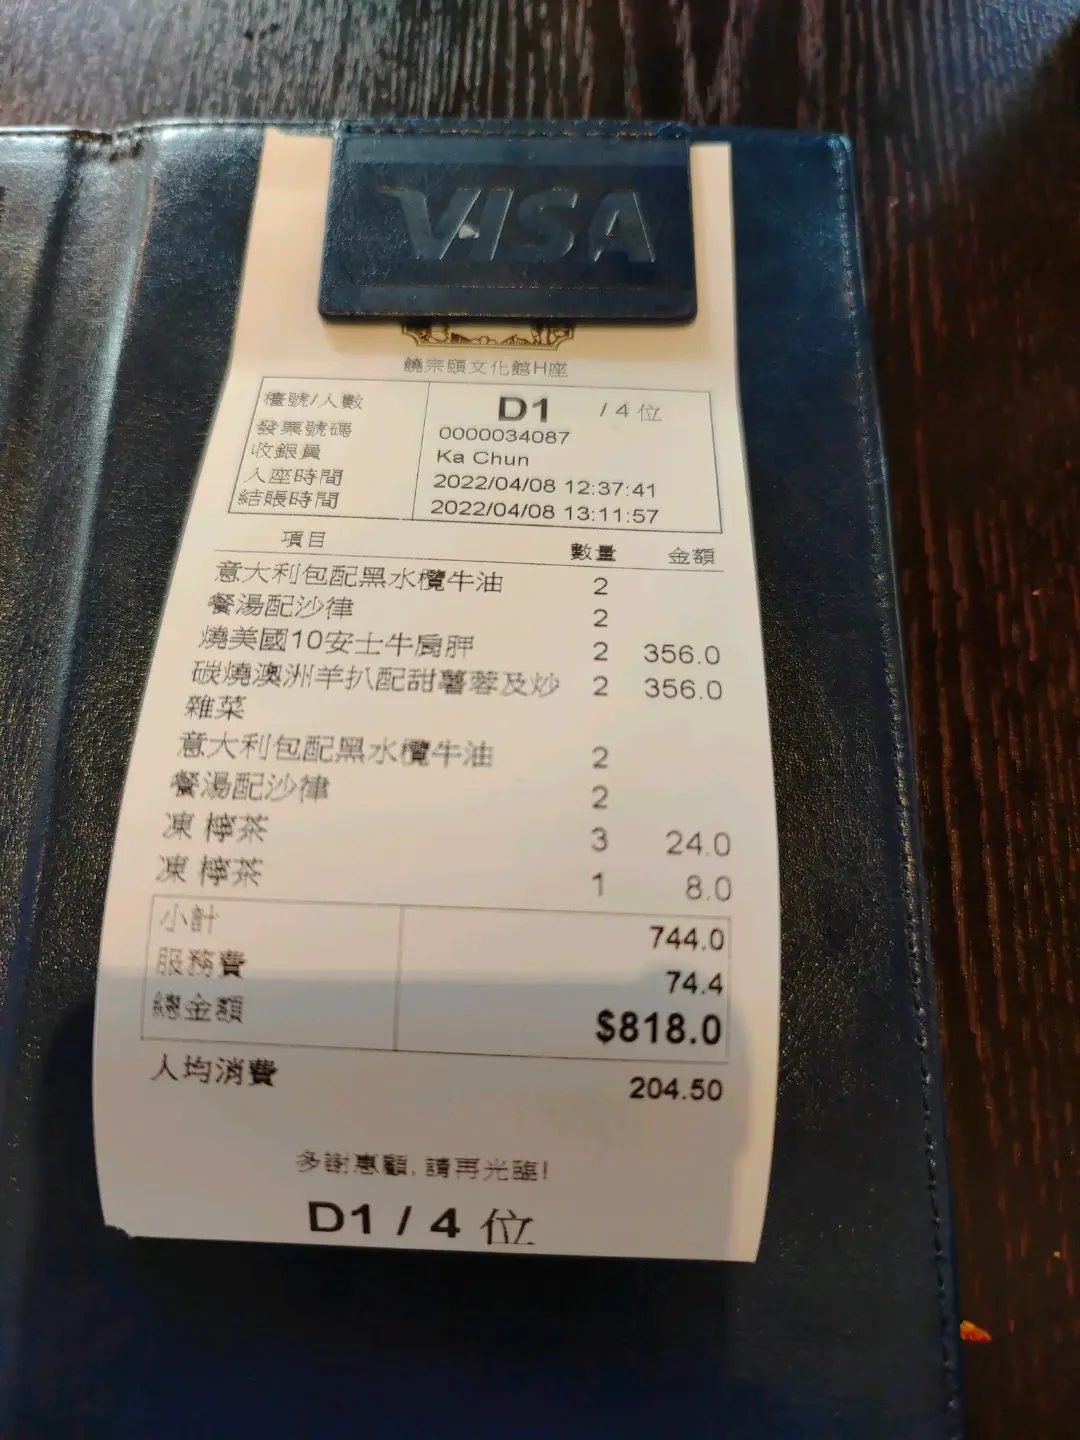 VISA
饒宗頤文化館H座
檯號/人數 D1 / 4 位
發票號碼 0000034087
收銀員 Ka Chun
入座時間 2022/04/08 12:37:41
結賬時間 2022/04/08 13:11:57
項目 數量 金額
意大利包配黑水欖牛油 2
餐湯配沙律 2
燒美國10安士牛肩胛 2 356.0
碳燒澳洲羊扒配甜薯蓉及炒 2 356.0
雜菜
意大利包配黑水欖牛油 2
餐湯配沙律 2
凍 檸茶 3 24.0
凍 檸茶 1 8.0
小計 744.0
服務費 74.4
總金額 $818.0
人均消費 204.50
多謝惠顧, 請再光臨!
D1 / 4 位